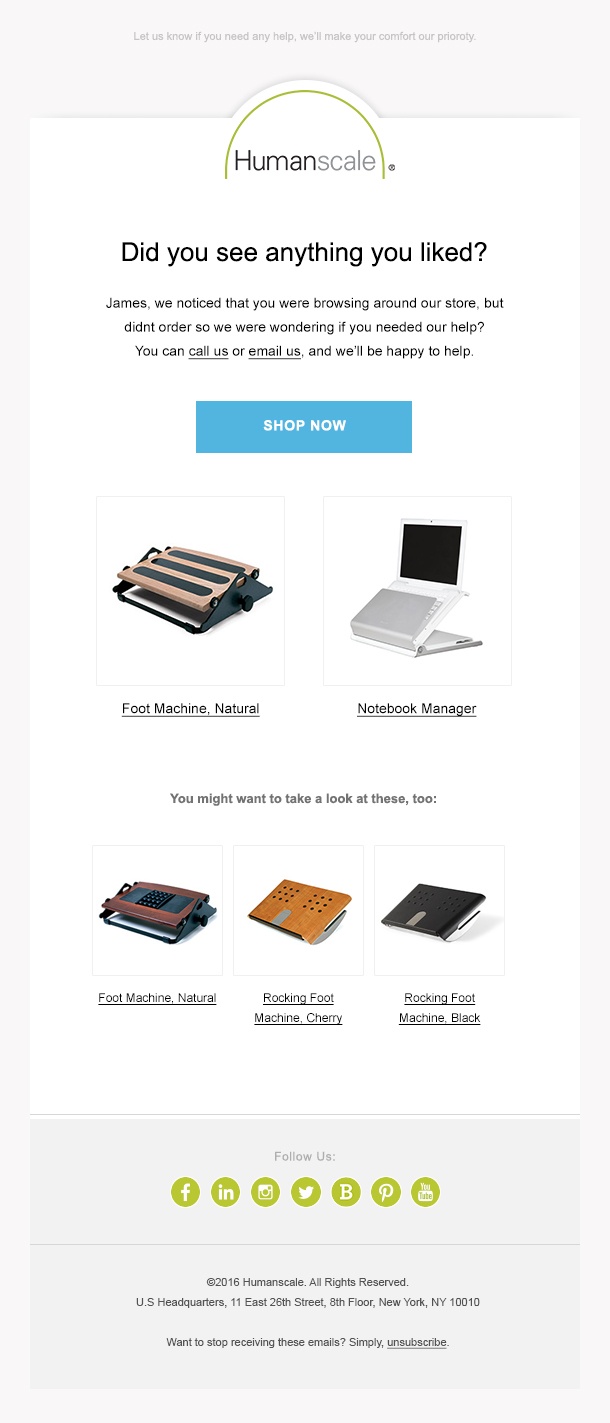 Let us know if you need any help, we'll make your comfort our prioroty.
Humanscale ®
Did you see anything you liked?
James, we noticed that you were browsing around our store, but
didnt order so we were wondering if you needed our help?
You can call us or email us, and we'll be happy to help.
SHOP NOW
Foot Machine, Natural
Notebook Manager
You might want to take a look at these, too:
Foot Machine, Natural
Rocking Foot
Machine, Cherry
Rocking Foot
Machine, Black
Follow Us:
You
Tube
©2016 Humanscale. All Rights Reserved.
U.S Headquarters, 11 East 26th Street, 8th Floor, New York, NY 10010
Want to stop receiving these emails? Simply, unsubscribe.